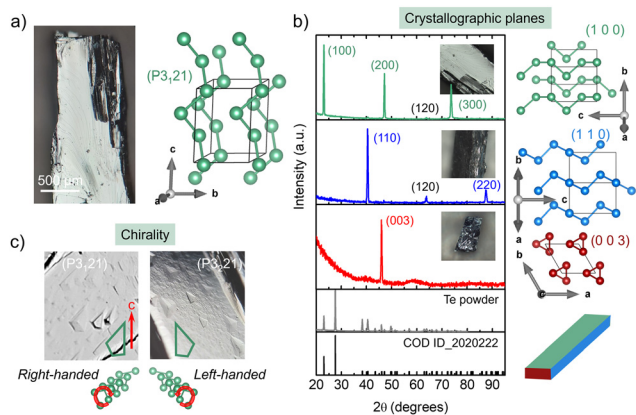 a)
(P3₁21)
500 µm
c
a
b
b)
Crystallographic planes
Intensity (a.u.)
(100)
(200)
(120)
(300)
(110)
(120)
(220)
(003)
Te powder
COD ID_2020222
20 30 40 50 60 70 80 90
2θ (degrees)
(1 0 0)
b
c
a
(1 1 0)
b
c
a
(0 0 3)
b
c
a
c)
Chirality
(P3₁21)
(P3₁21)
c
Right-handed
Left-handed